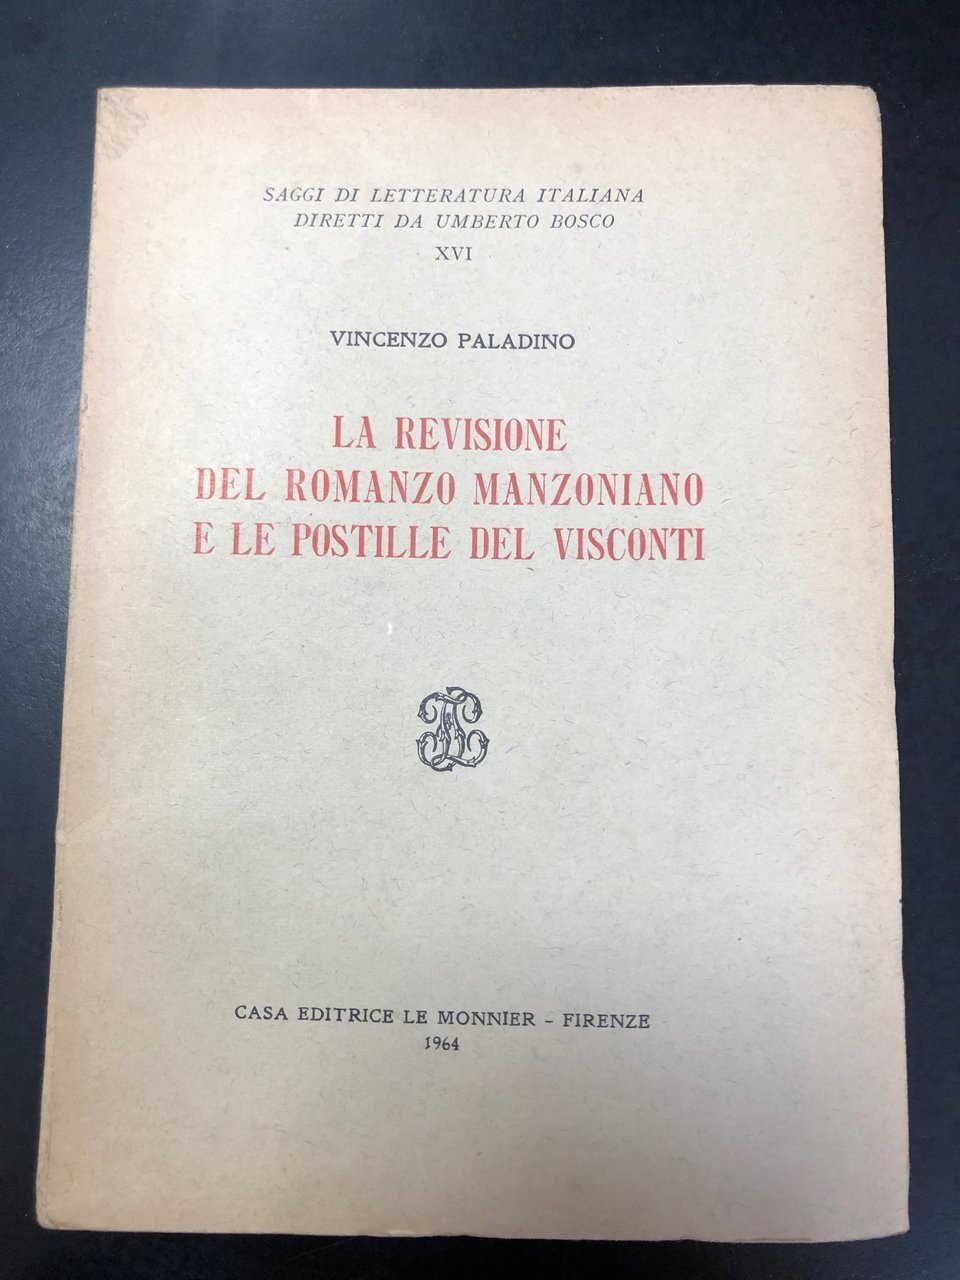 SAGGI DI LETTERATURA ITALIANA
DIRETTI DA UMBERTO BOSCO
XVI
VINCENZO PALADINO
LA REVISIONE
DEL ROMANZO MANZONIANO
E LE POSTILLE DEL VISCONTI
CASA EDITRICE LE MONNIER – FIRENZE
1964